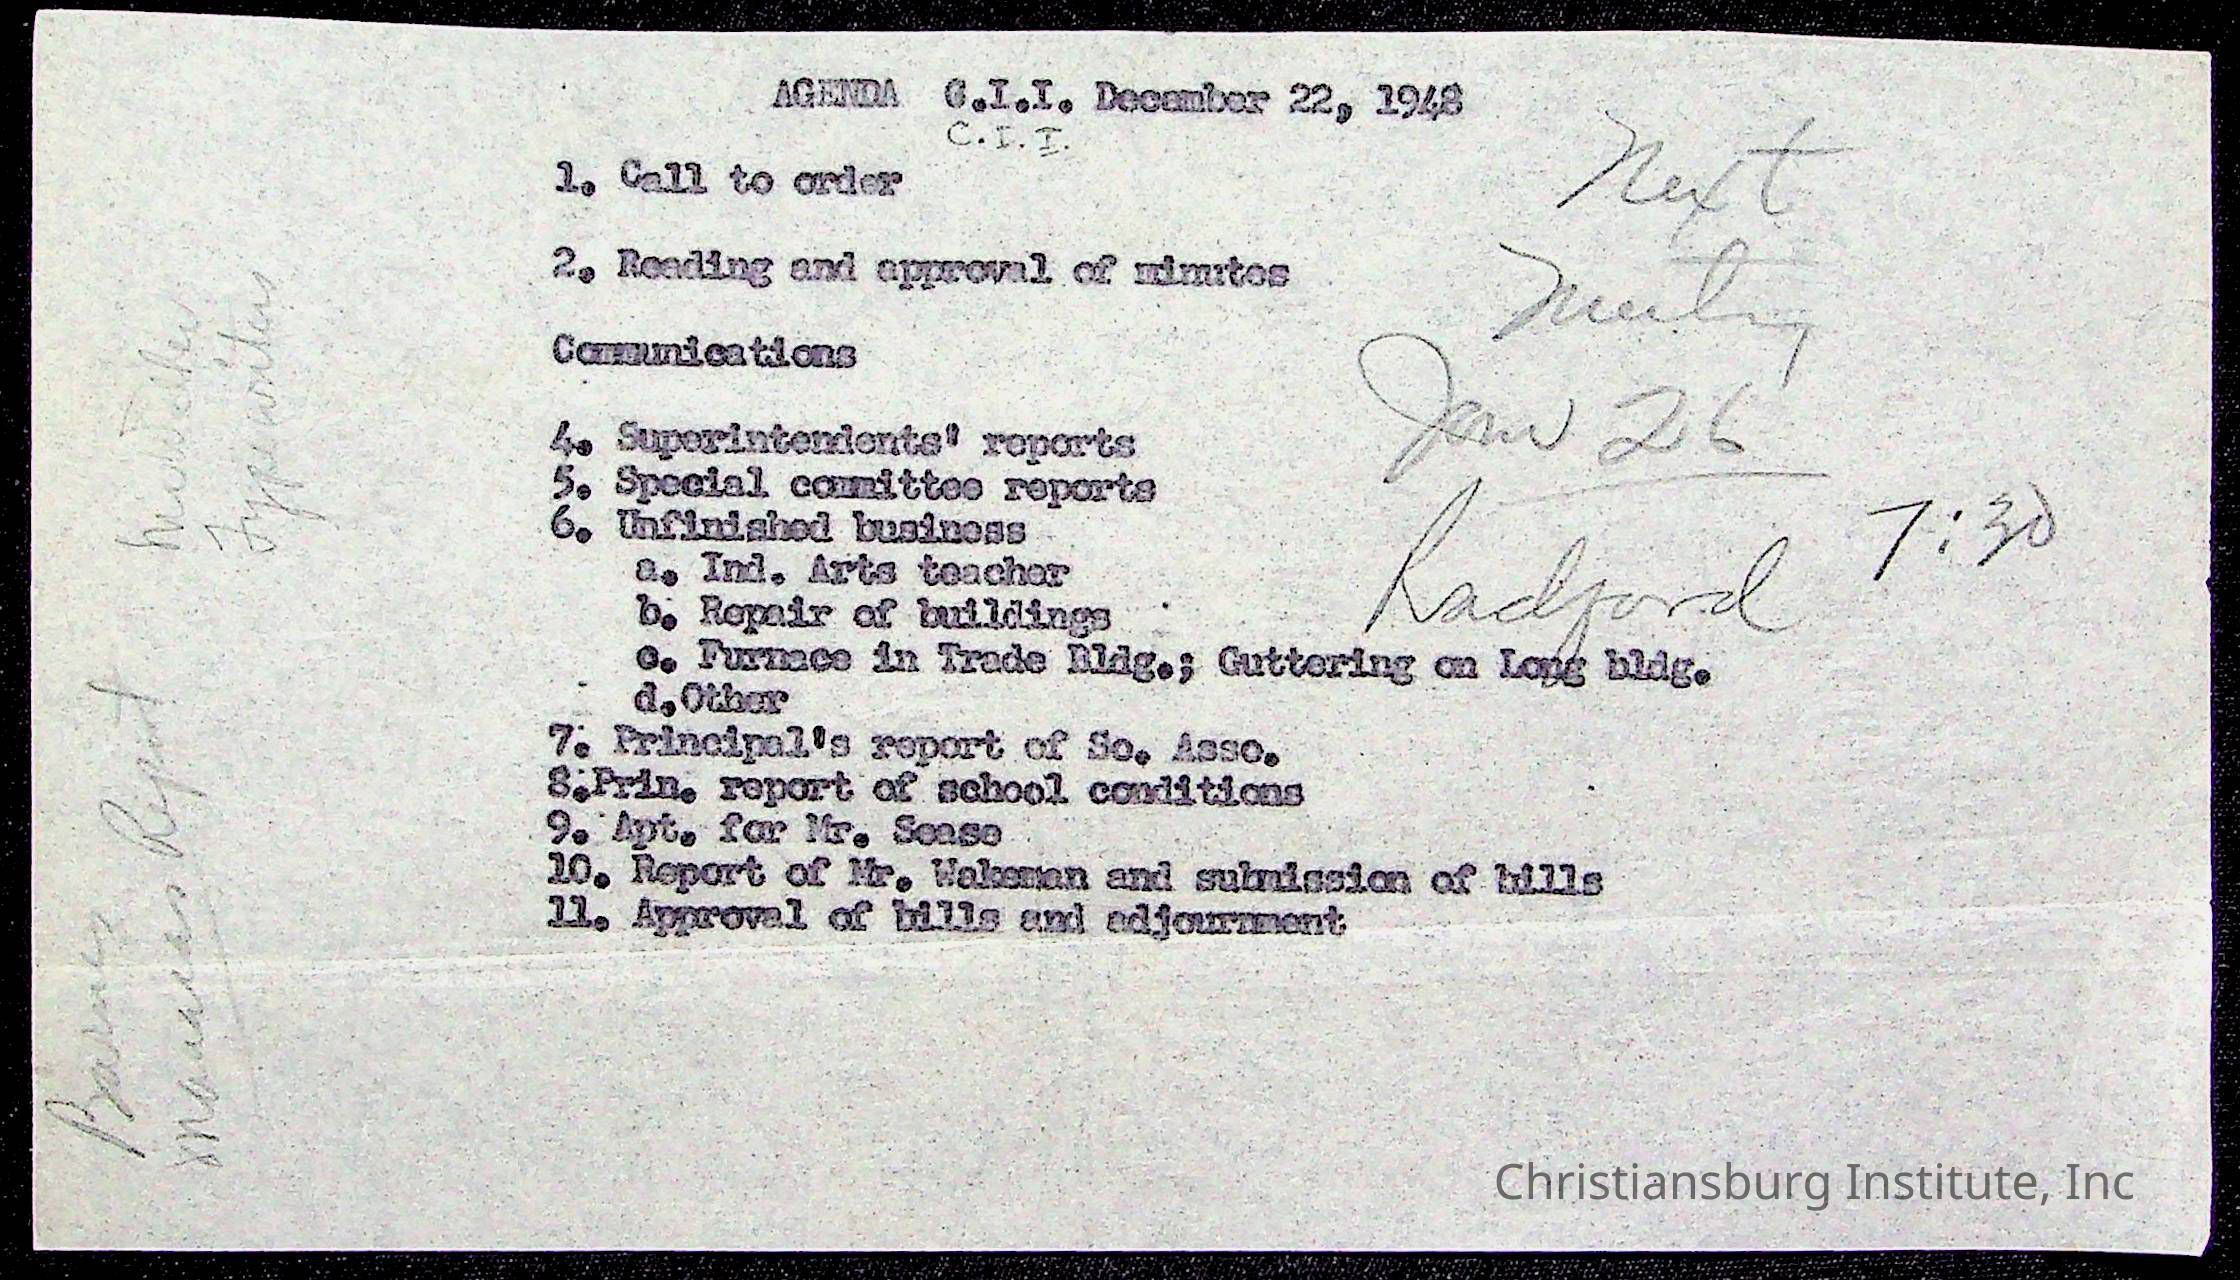 AGENDA C.I.I. December 22, 1948
C.I.I.
1. Call to order
2. Reading and approval of minutes
Communications
4. Superintendents' reports
5. Special committee reports
6. Unfinished business
a. Ind. Arts teacher
b. Repair of buildings
c. Furnace in Trade Bldg.; Guttering on Long bldg.
d.Other
7. Principal's report of So. Asso.
8.Prin. report of school conditions
9. Apt. for Mr. Sease
10. Report of Mr. Wakeman and submission of bills
11. Approval of bills and adjournment
Next
Meeting
Jan 26
7:30
Radford
Typewriters
Barnes
Report
Christiansburg Institute, Inc